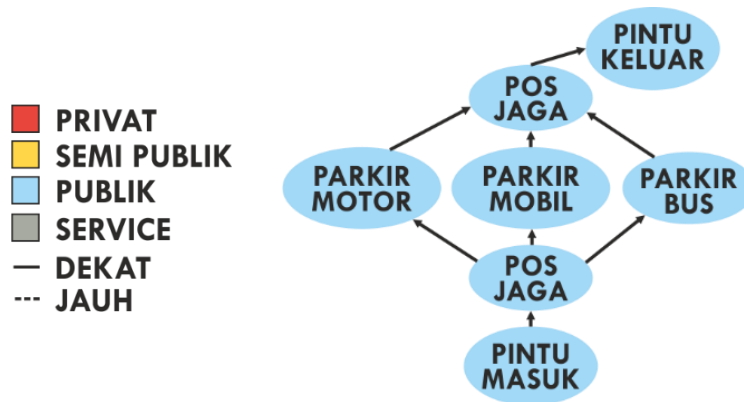 PRIVAT
SEMI PUBLIK
PUBLIK
SERVICE
DEKAT
JAUH
PINTU
KELUAR
POS
JAGA
PARKIR
MOTOR
PARKIR
MOBIL
PARKIR
BUS
POS
JAGA
PINTU
MASUK